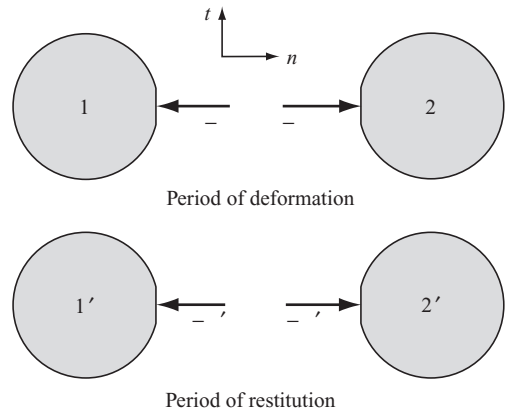 t
n
1 2
– –
Period of deformation
1′ 2′
– ′ – ′
Period of restitution